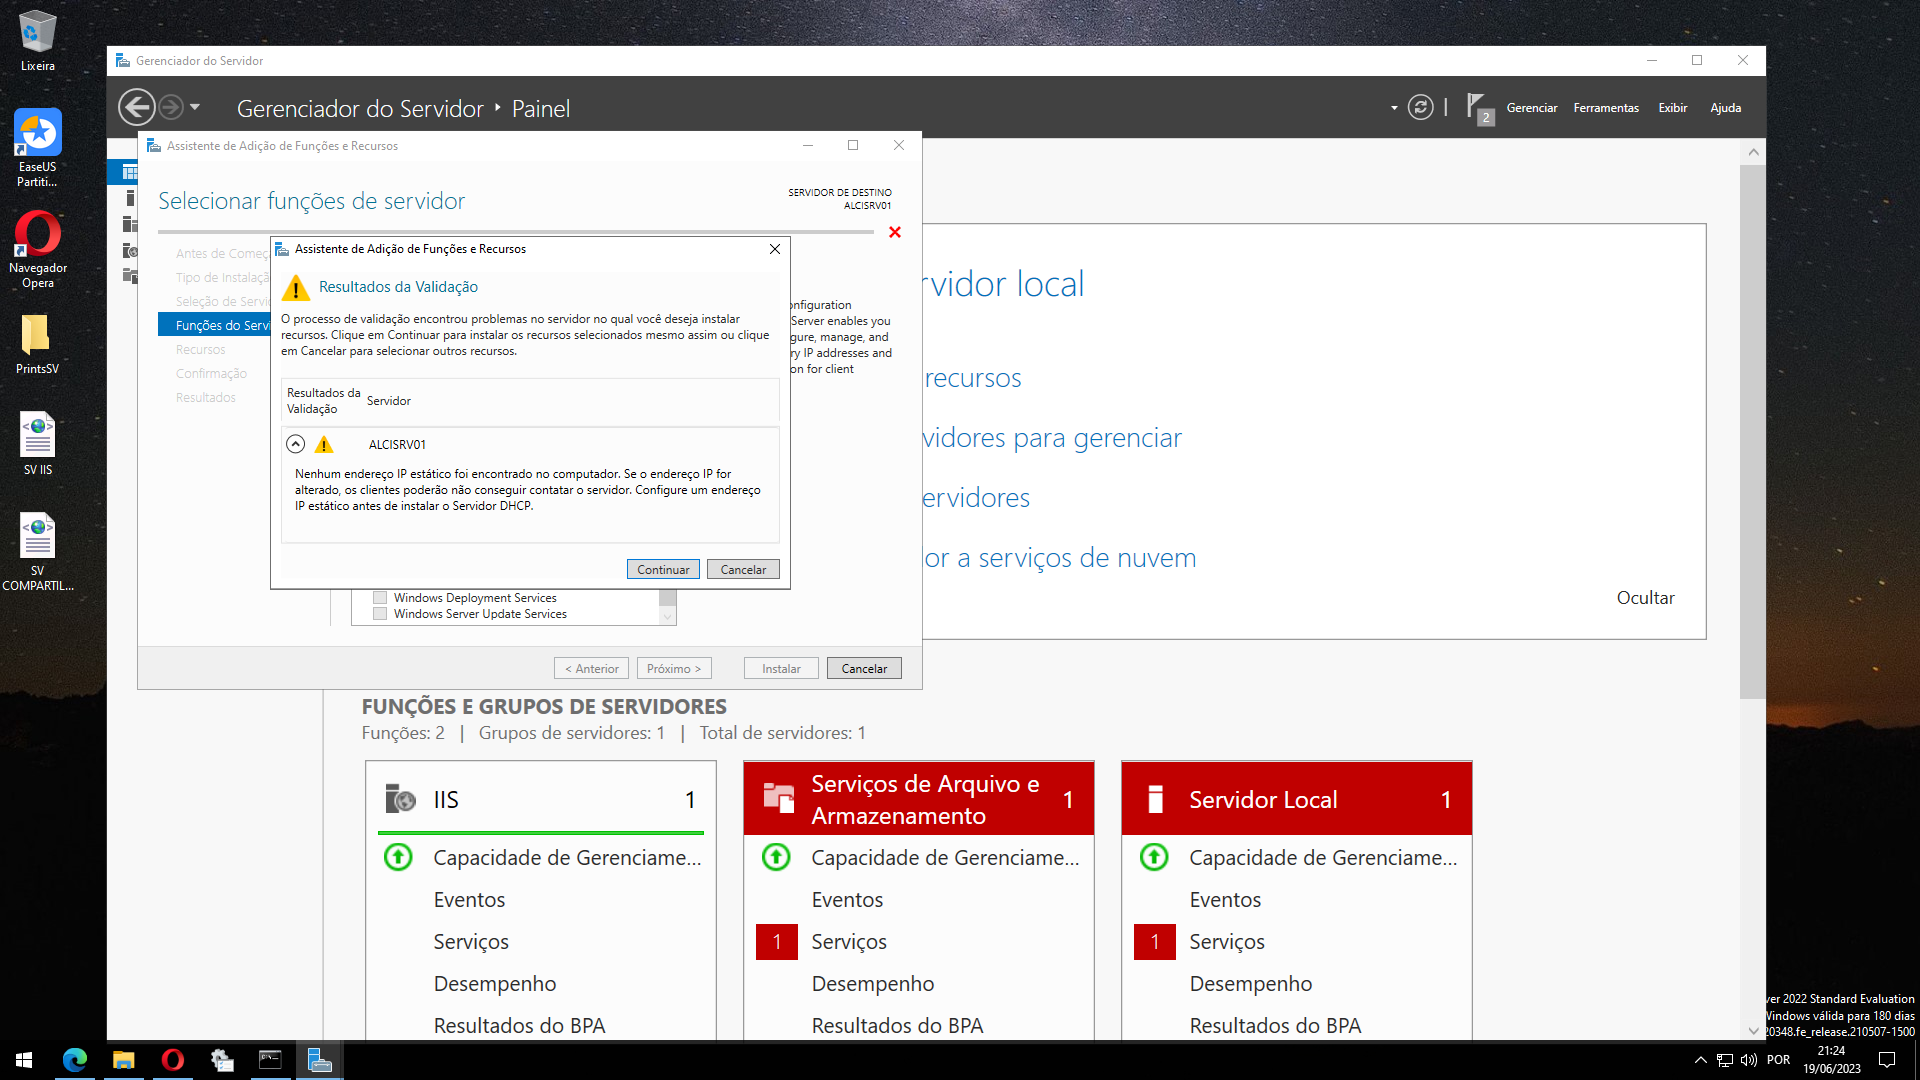 Lixeira
EaseUS
Partiti...
Navegador
Opera
PrintsSV
SV IIS
SV
COMPARTIL...
Gerenciador do Servidor
Gerenciador do Servidor ‣ Painel
2
Gerenciar
Ferramentas
Exibir
Ajuda
Assistente de Adição de Funções e Recursos
Selecionar funções de servidor
SERVIDOR DE DESTINO
ALCISRV01
Antes de Começ
Tipo de Instalaçã
Seleção de Servi
Funções do Servi
Recursos
Confirmação
Resultados
Assistente de Adição de Funções e Recursos
Resultados da Validação
O processo de validação encontrou problemas no servidor no qual você deseja instalar
recursos. Clique em Continuar para instalar os recursos selecionados mesmo assim ou clique
em Cancelar para selecionar outros recursos.
Resultados da
Validação
Servidor
ALCISRV01
Nenhum endereço IP estático foi encontrado no computador. Se o endereço IP for
alterado, os clientes poderão não conseguir contatar o servidor. Configure um endereço
IP estático antes de instalar o Servidor DHCP.
Continuar
Cancelar
onfiguration
Server enables you
gure, manage, and
ry IP addresses and
on for client
Windows Deployment Services
Windows Server Update Services
< Anterior
Próximo >
Instalar
Cancelar
rvidor local
recursos
vidores para gerenciar
ervidores
or a serviços de nuvem
Ocultar
FUNÇÕES E GRUPOS DE SERVIDORES
Funções: 2 | Grupos de servidores: 1 | Total de servidores: 1
IIS 1
Capacidade de Gerenciame...
Eventos
Serviços
Desempenho
Resultados do BPA
Serviços de Arquivo e
Armazenamento
1
Capacidade de Gerenciame...
Eventos
1 Serviços
Desempenho
Resultados do BPA
Servidor Local 1
Capacidade de Gerenciame...
Eventos
1 Serviços
Desempenho
Resultados do BPA
ver 2022 Standard Evaluation
Windows válida para 180 dias
20348.fe_release.210507-1500
POR
21:24
19/06/2023